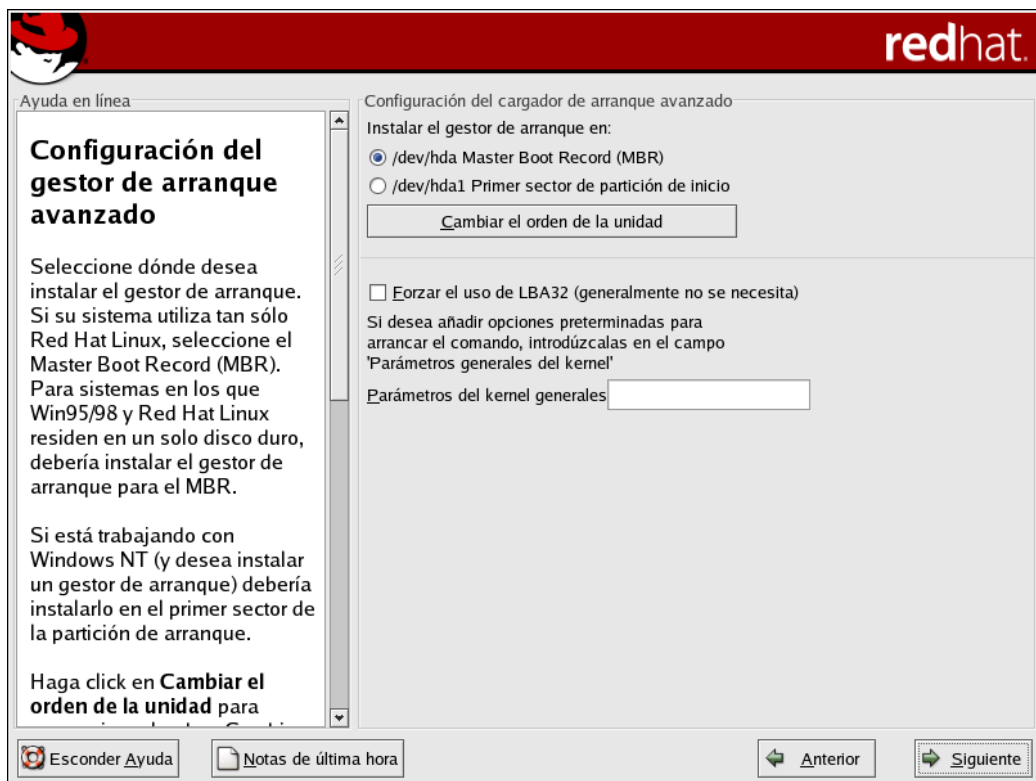 redhat.
Ayuda en línea
Configuración del
gestor de arranque
avanzado
Seleccione dónde desea
instalar el gestor de arranque.
Si su sistema utiliza tan sólo
Red Hat Linux, seleccione el
Master Boot Record (MBR).
Para sistemas en los que
Win95/98 y Red Hat Linux
residen en un solo disco duro,
debería instalar el gestor de
arranque para el MBR.
Si está trabajando con
Windows NT (y desea instalar
un gestor de arranque) debería
instalarlo en el primer sector de
la partición de arranque.
Haga click en Cambiar el
orden de la unidad para
Configuración del cargador de arranque avanzado
Instalar el gestor de arranque en:
/dev/hda Master Boot Record (MBR)
/dev/hda1 Primer sector de partición de inicio
Cambiar el orden de la unidad
Forzar el uso de LBA32 (generalmente no se necesita)
Si desea añadir opciones preterminadas para
arrancar el comando, introdúzcalas en el campo
'Parámetros generales del kernel'
Parámetros del kernel generales
Esconder Ayuda
Notas de última hora
Anterior
Siguiente